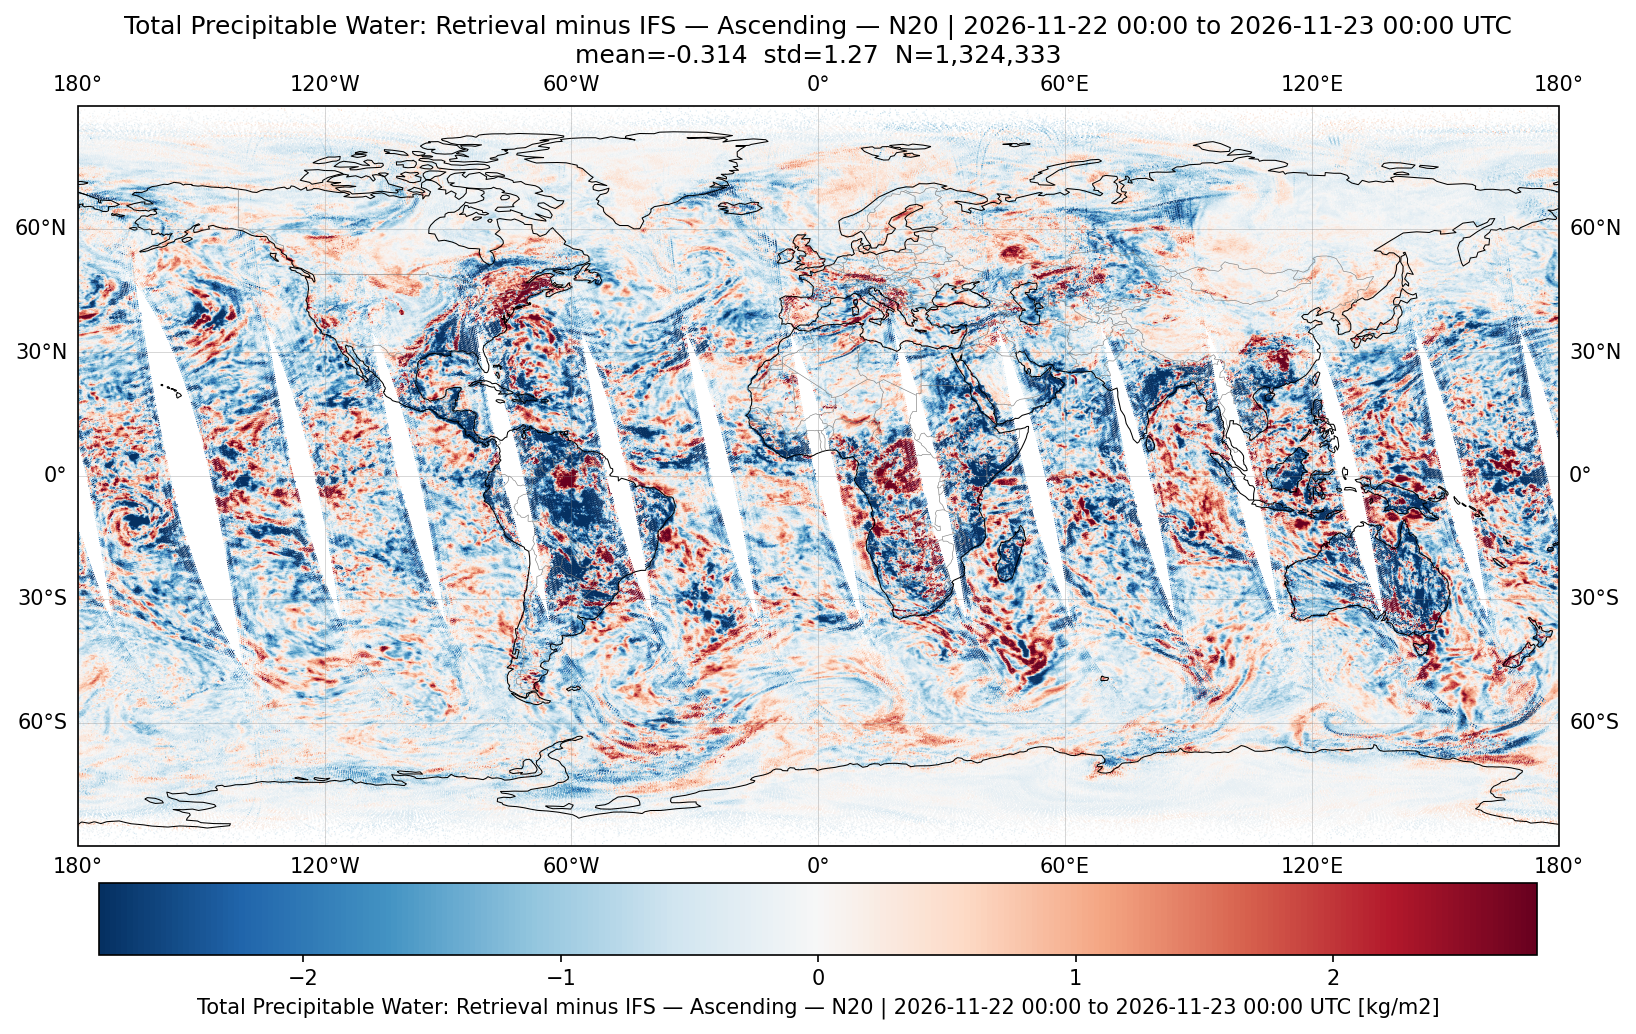 Total Precipitable Water: Retrieval minus IFS — Ascending — N20 | 2026-11-22 00:00 to 2026-11-23 00:00 UTC
mean=-0.314  std=1.27  N=1,324,333
180° 120°W 60°W 0° 60°E 120°E 180°
60°N 60°N
30°N 30°N
0° 0°
30°S 30°S
60°S 60°S
180° 120°W 60°W 0° 60°E 120°E 180°
−2 −1 0 1 2
Total Precipitable Water: Retrieval minus IFS — Ascending — N20 | 2026-11-22 00:00 to 2026-11-23 00:00 UTC [kg/m2]